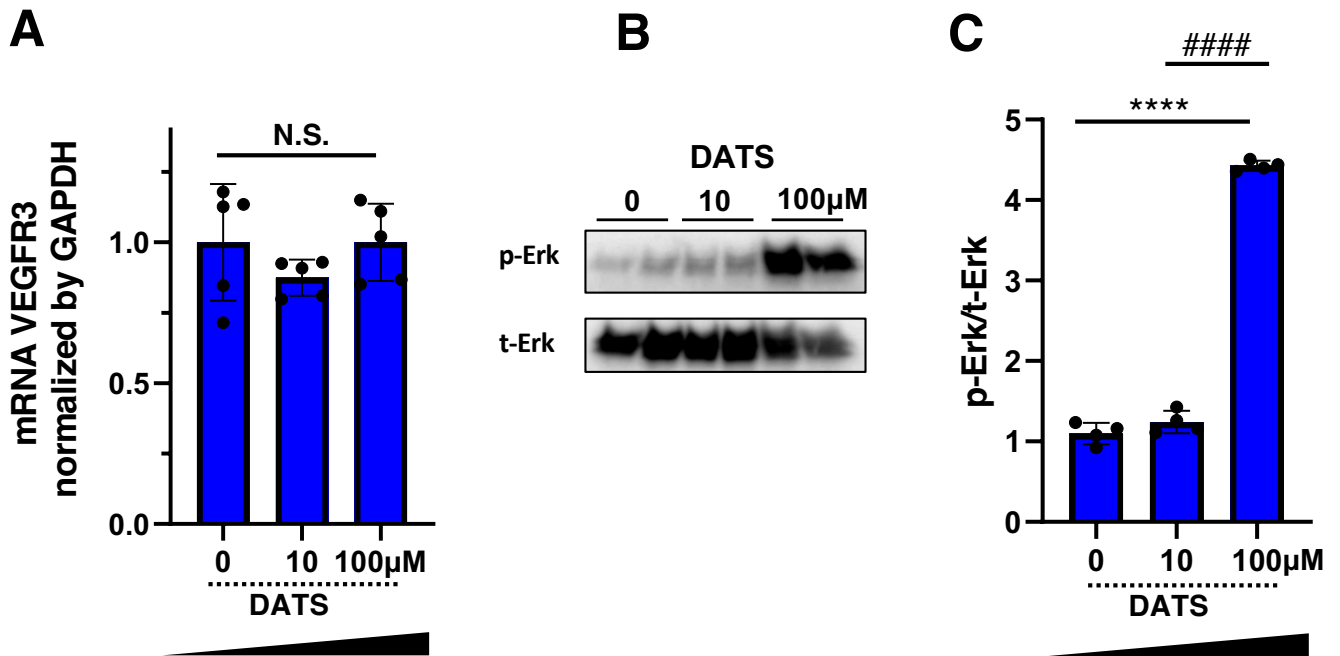 A
mRNA VEGFR3
normalized by GAPDH
N.S.
1.0
0.5
0.0
0 10 100µM
DATS
B
DATS
0 10 100µM
p-Erk
t-Erk
C
####
****
p-Erk/t-Erk
5
4
3
2
1
0
0 10 100µM
DATS